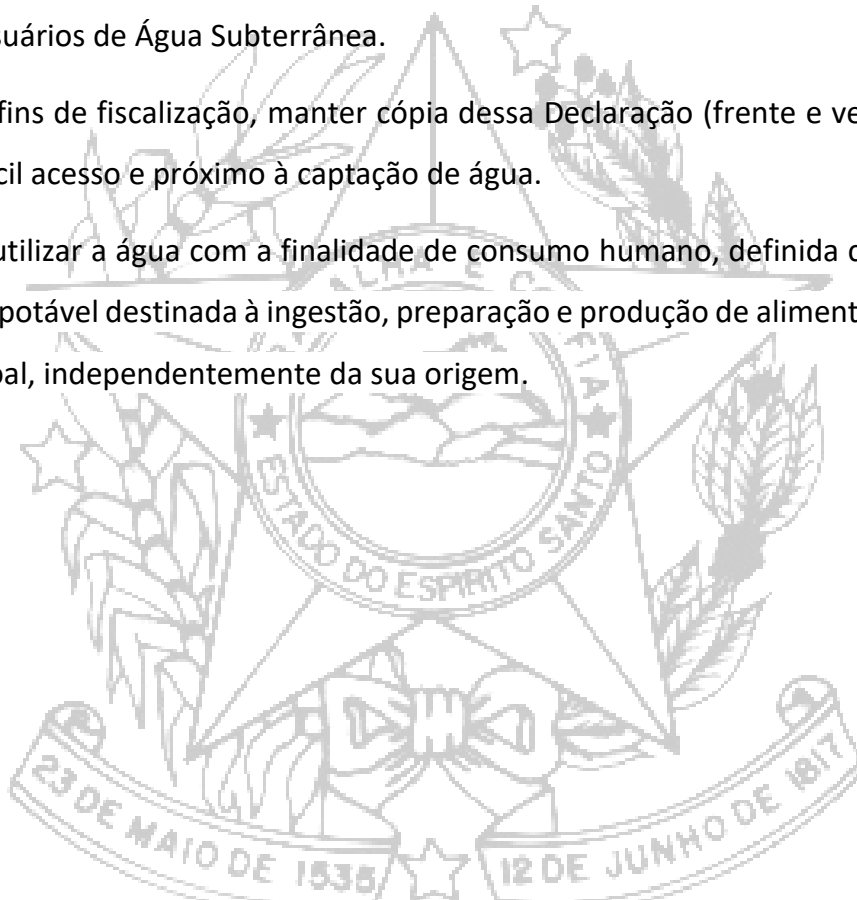 suários de Água Subterrânea.
fins de fiscalização, manter cópia dessa Declaração (frente e ve
cil acesso e próximo à captação de água.
utilizar a água com a finalidade de consumo humano, definida c
potável destinada à ingestão, preparação e produção de aliment
oal, independentemente da sua origem.
ESTADO DO ESPIRITO SANTO
23 DE MAIO DE 1535
12 DE JUNHO DE 1817